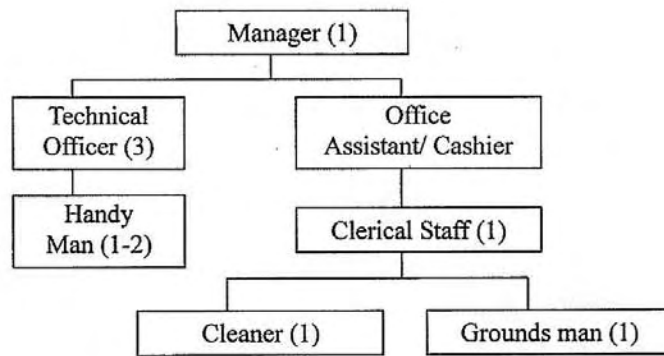 Manager (1)
Technical
Officer (3)
Office
Assistant/ Cashier
Handy
Man (1-2)
Clerical Staff (1)
Cleaner (1)
Grounds man (1)